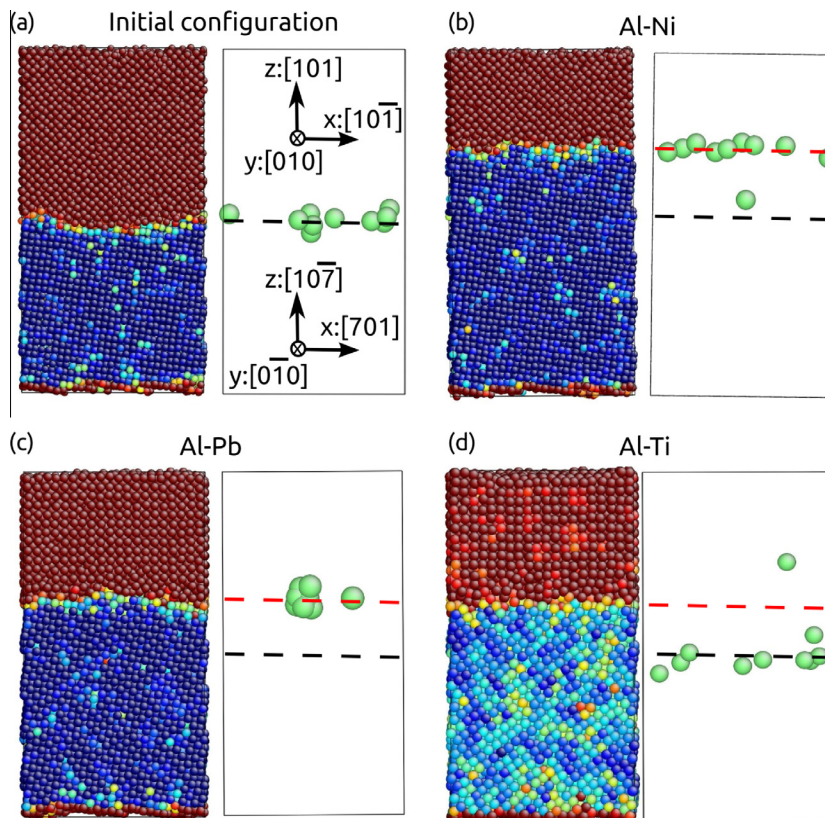 (a) Initial configuration
z:[101]
x:[101̅]
y:[010]
z:[107̅]
x:[701]
y:[01̅0]
(b) Al-Ni
(c) Al-Pb
(d) Al-Ti